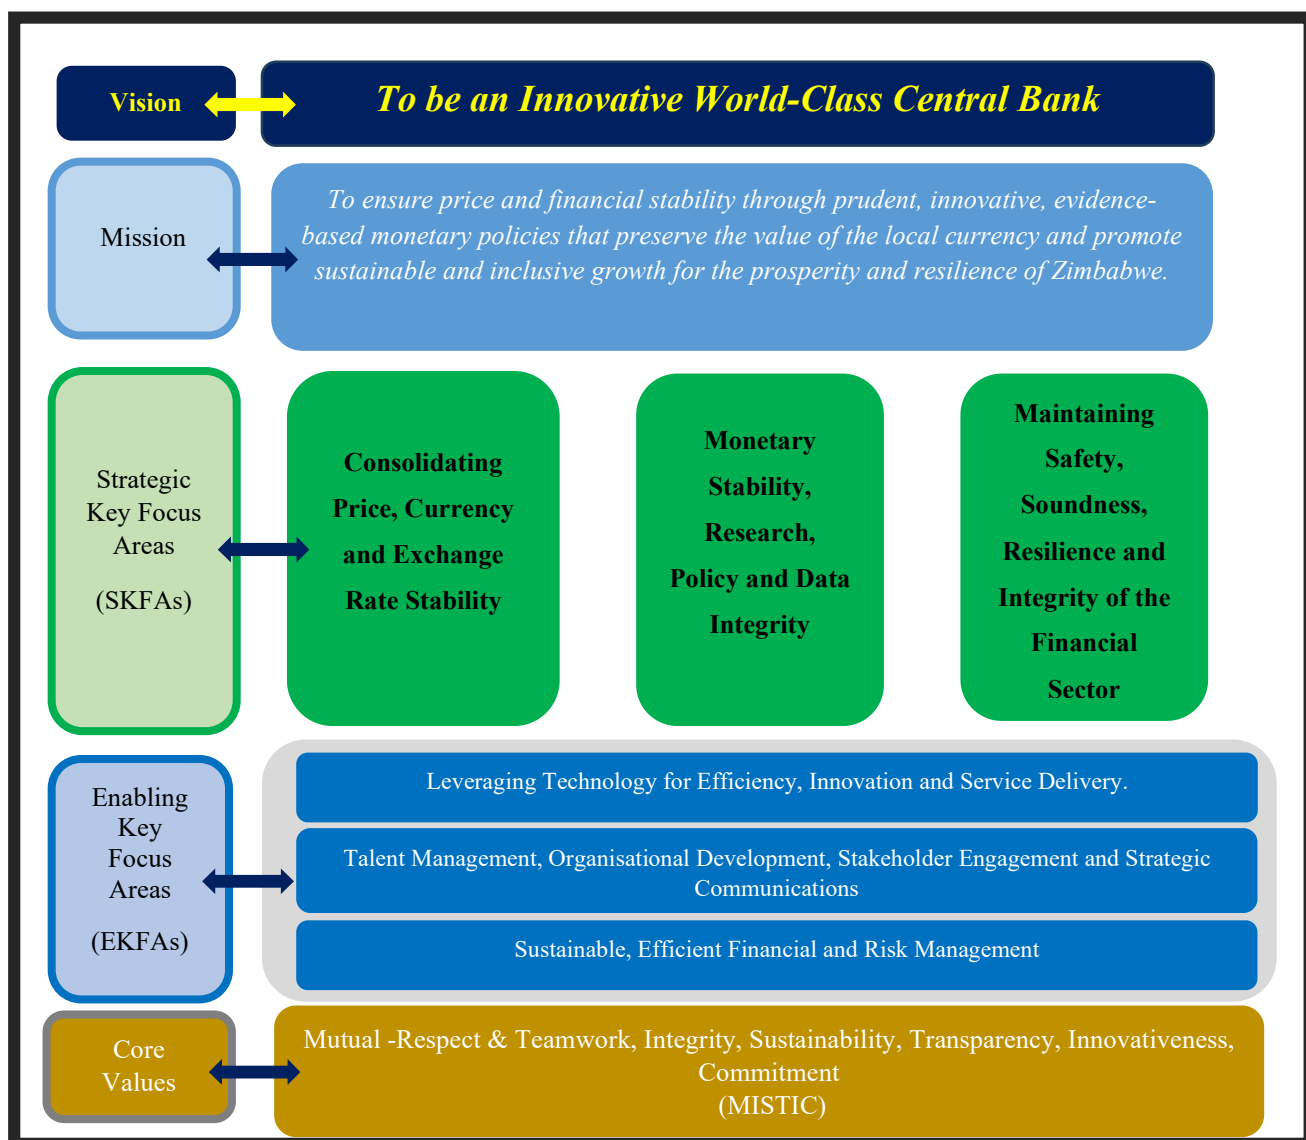 Vision
To be an Innovative World-Class Central Bank
Mission
To ensure price and financial stability through prudent, innovative, evidence-
based monetary policies that preserve the value of the local currency and promote
sustainable and inclusive growth for the prosperity and resilience of Zimbabwe.
Strategic
Key Focus
Areas
(SKFAs)
Consolidating
Price, Currency
and Exchange
Rate Stability
Monetary
Stability,
Research,
Policy and Data
Integrity
Maintaining
Safety,
Soundness,
Resilience and
Integrity of the
Financial
Sector
Enabling
Key
Focus
Areas
(EKFAs)
Leveraging Technology for Efficiency, Innovation and Service Delivery.
Talent Management, Organisational Development, Stakeholder Engagement and Strategic
Communications
Sustainable, Efficient Financial and Risk Management
Core
Values
Mutual -Respect & Teamwork, Integrity, Sustainability, Transparency, Innovativeness,
Commitment
(MISTIC)